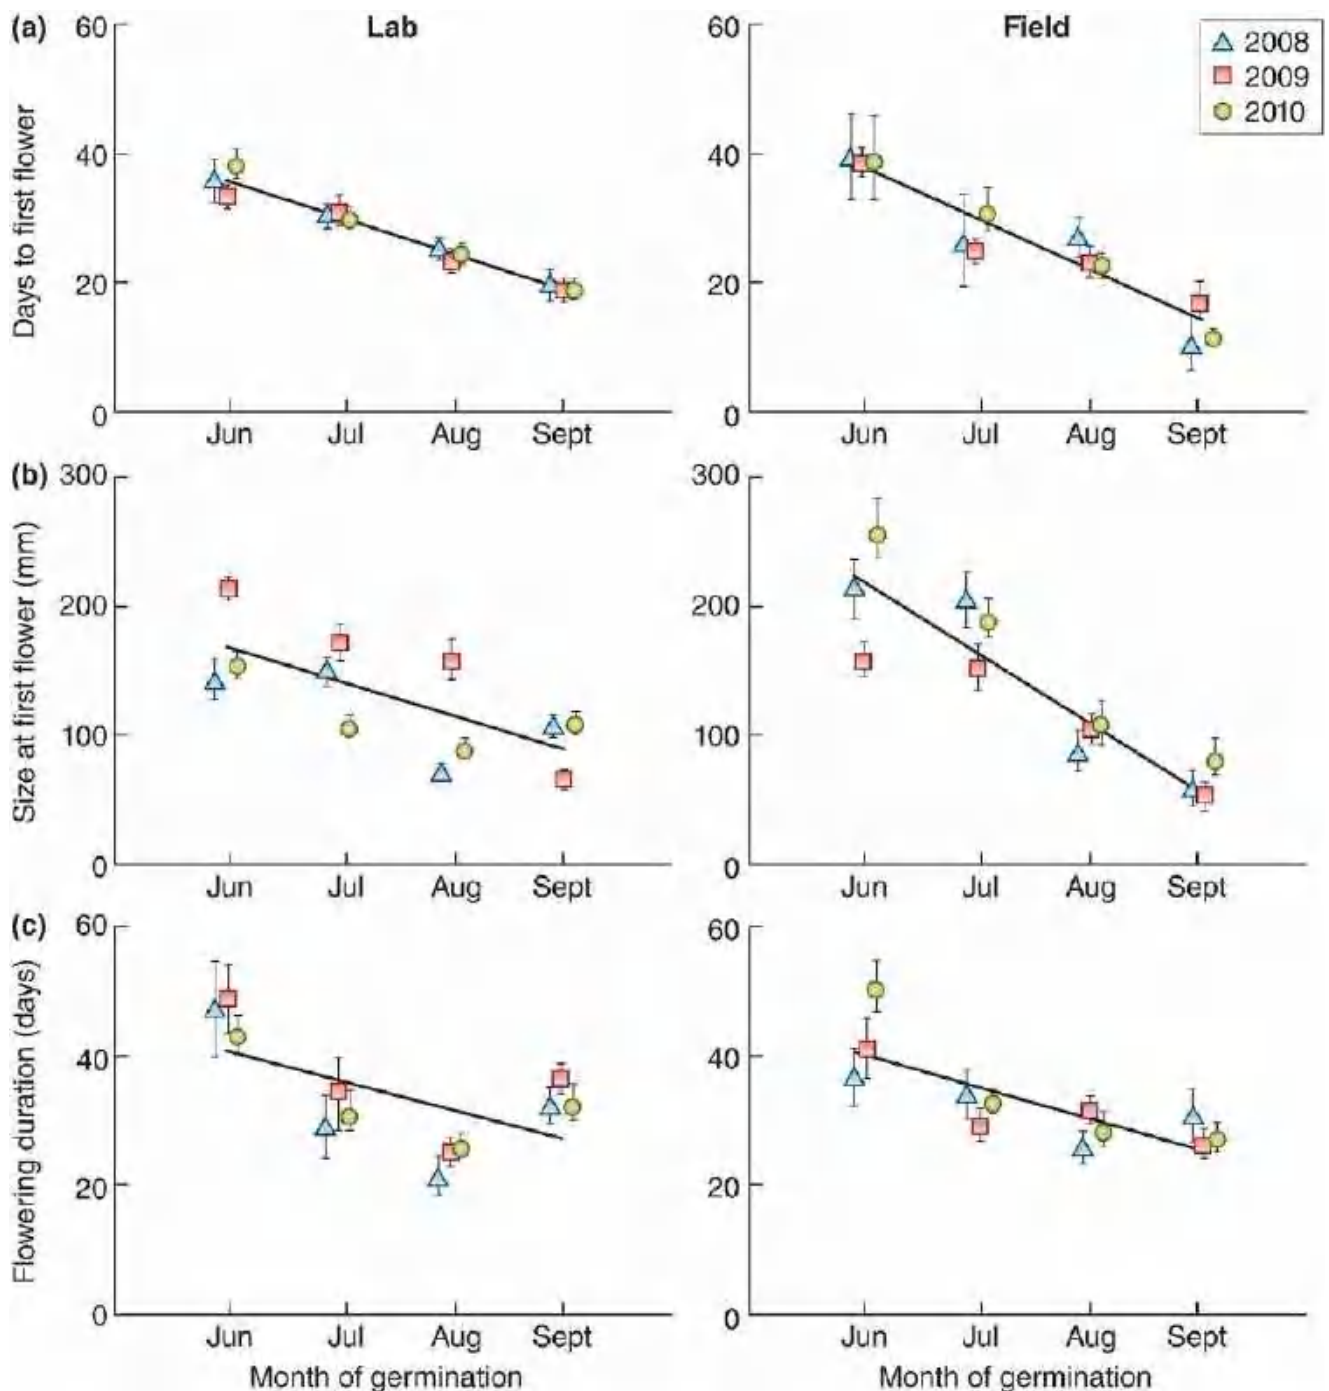 (a) Lab Field
2008
2009
2010
Days to first flower
60
40
20
0
Jun Jul Aug Sept
60
40
20
0
Jun Jul Aug Sept
(b)
Size at first flower (mm)
300
200
100
0
Jun Jul Aug Sept
300
200
100
0
Jun Jul Aug Sept
(c)
Flowering duration (days)
60
40
20
0
Jun Jul Aug Sept
Month of germination
60
40
20
0
Jun Jul Aug Sept
Month of germination